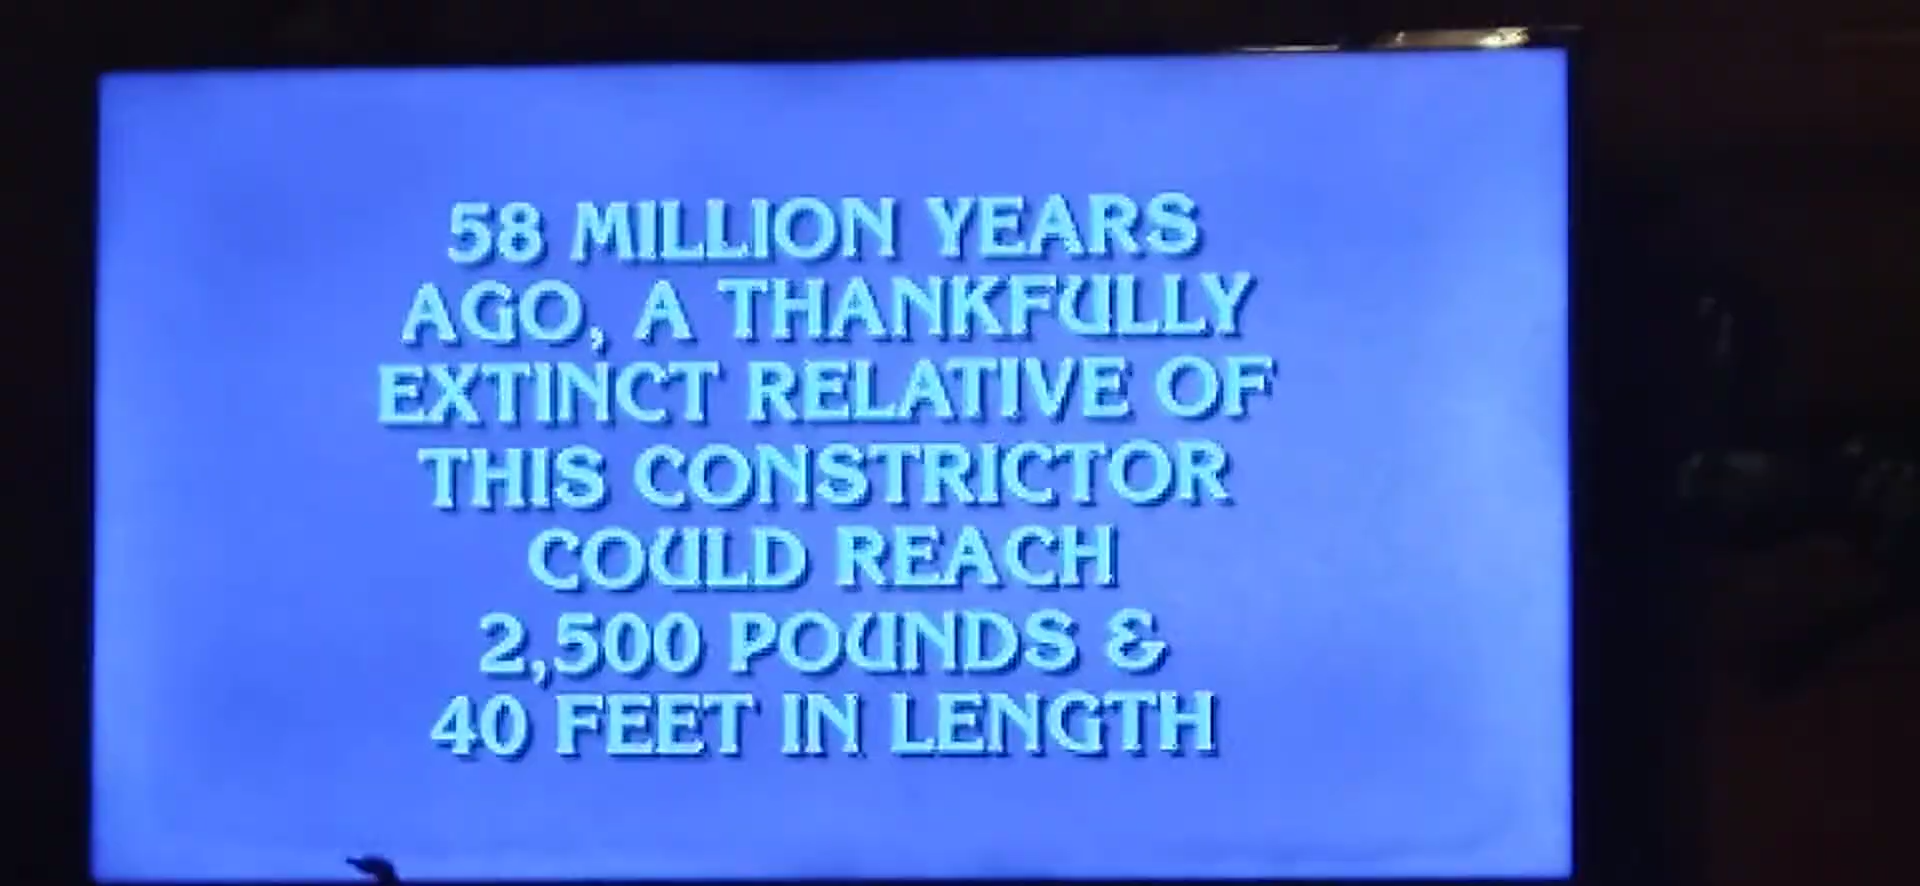 58 MILLION YEARS
AGO, A THANKFULLY
EXTINCT RELATIVE OF
THIS CONSTRICTOR
COULD REACH
2,500 POUNDS &
40 FEET IN LENGTH